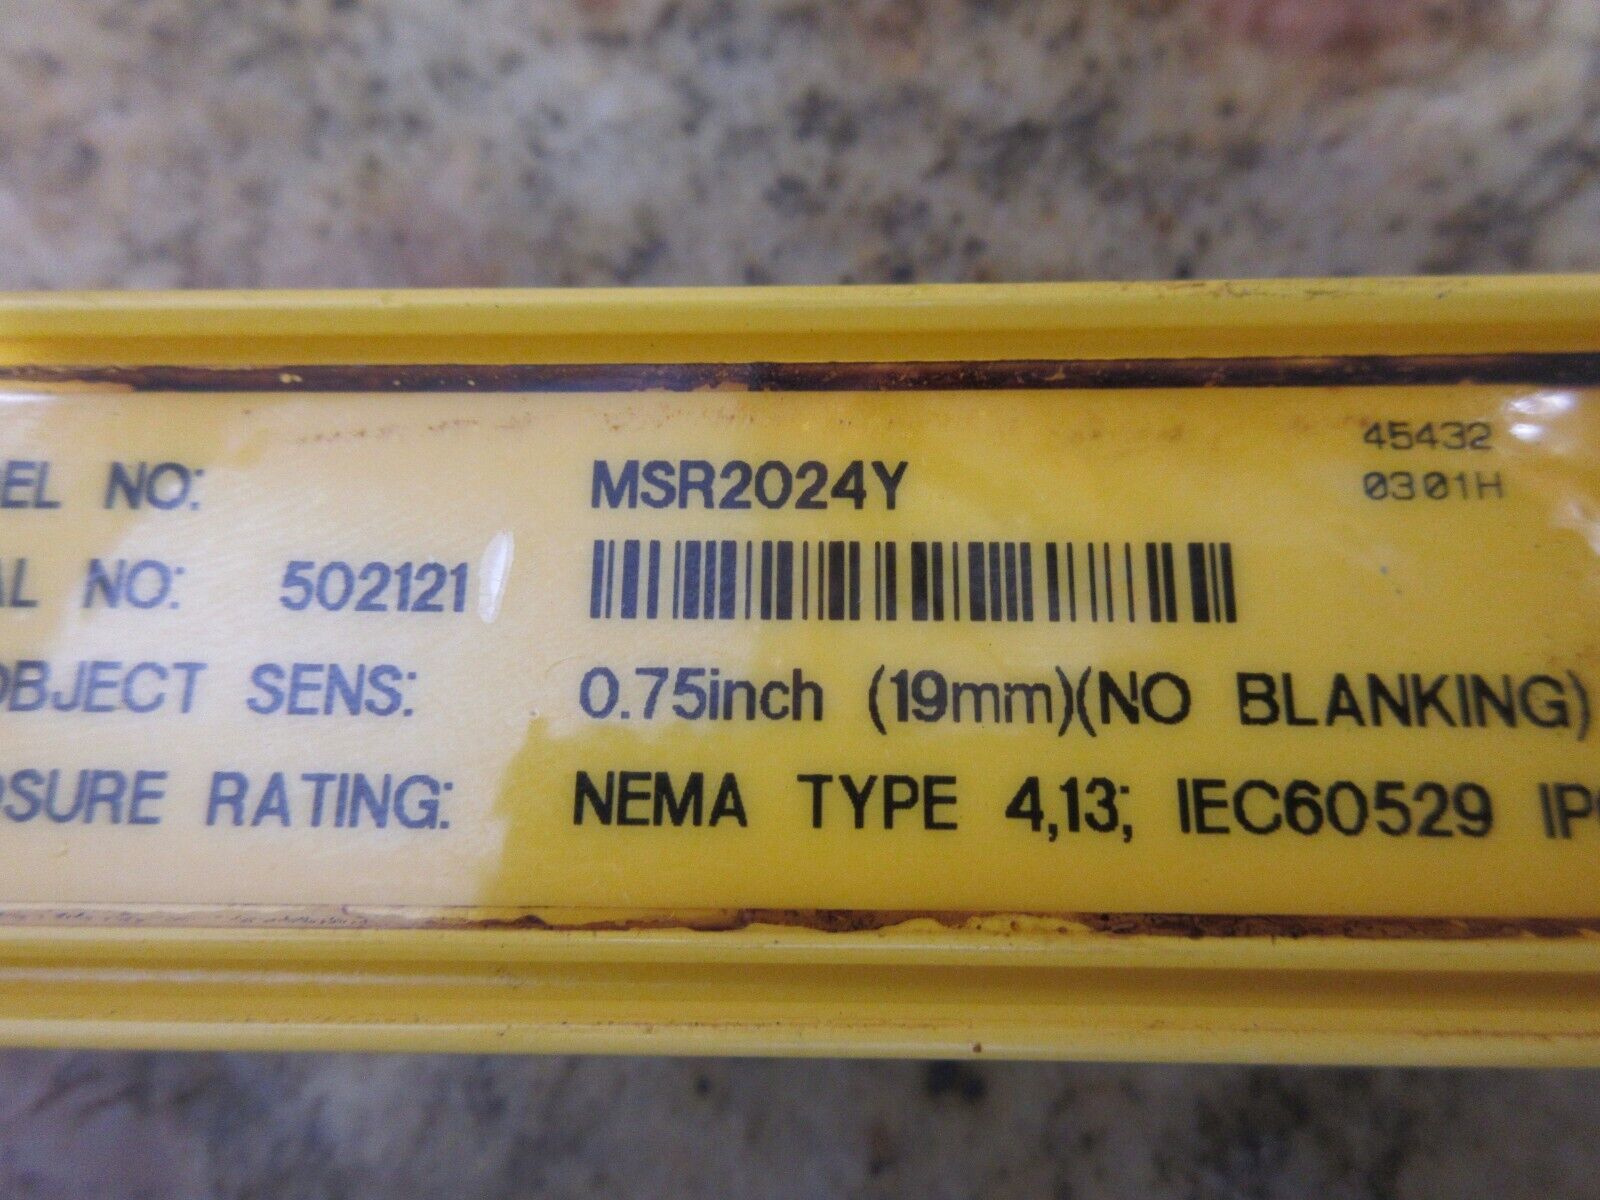 EL NO: MSR2024Y 45432
0301H
AL NO: 502121
OBJECT SENS: 0.75inch (19mm)(NO BLANKING)
OSURE RATING: NEMA TYPE 4,13; IEC60529 IP